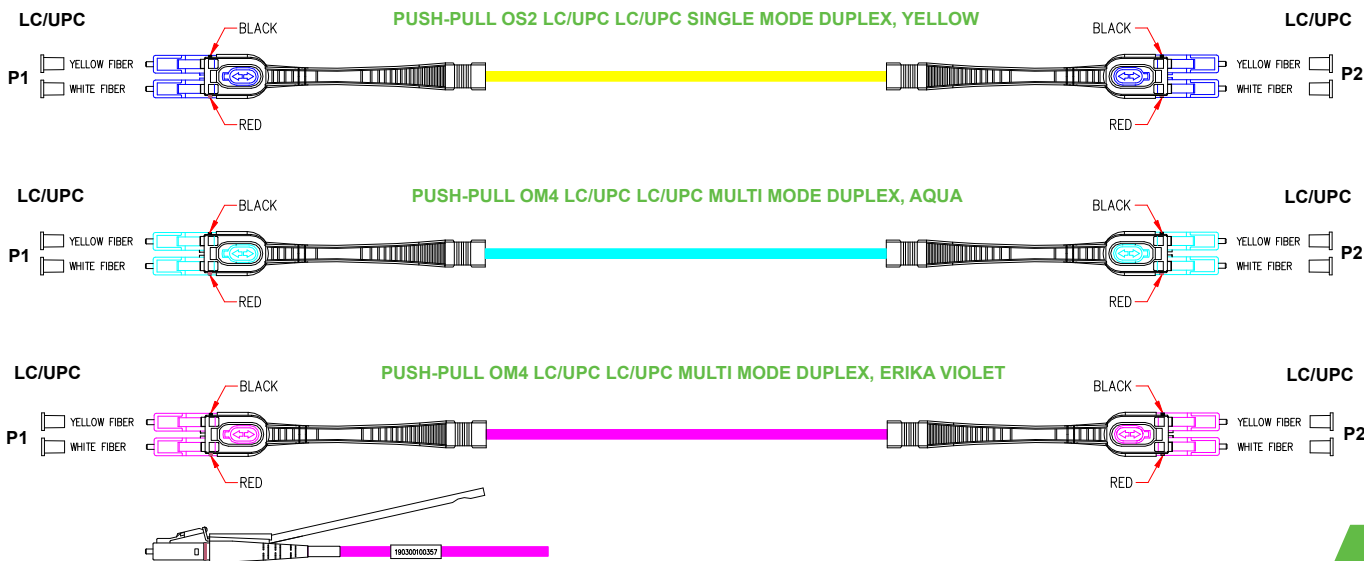 LC/UPC PUSH-PULL OS2 LC/UPC LC/UPC SINGLE MODE DUPLEX, YELLOW LC/UPC
BLACK BLACK
P1 YELLOW FIBER YELLOW FIBER P2
WHITE FIBER WHITE FIBER
RED RED
LC/UPC PUSH-PULL OM4 LC/UPC LC/UPC MULTI MODE DUPLEX, AQUA LC/UPC
BLACK BLACK
P1 YELLOW FIBER YELLOW FIBER P2
WHITE FIBER WHITE FIBER
RED RED
LC/UPC PUSH-PULL OM4 LC/UPC LC/UPC MULTI MODE DUPLEX, ERIKA VIOLET LC/UPC
BLACK BLACK
P1 YELLOW FIBER YELLOW FIBER P2
WHITE FIBER WHITE FIBER
RED RED
190300100357